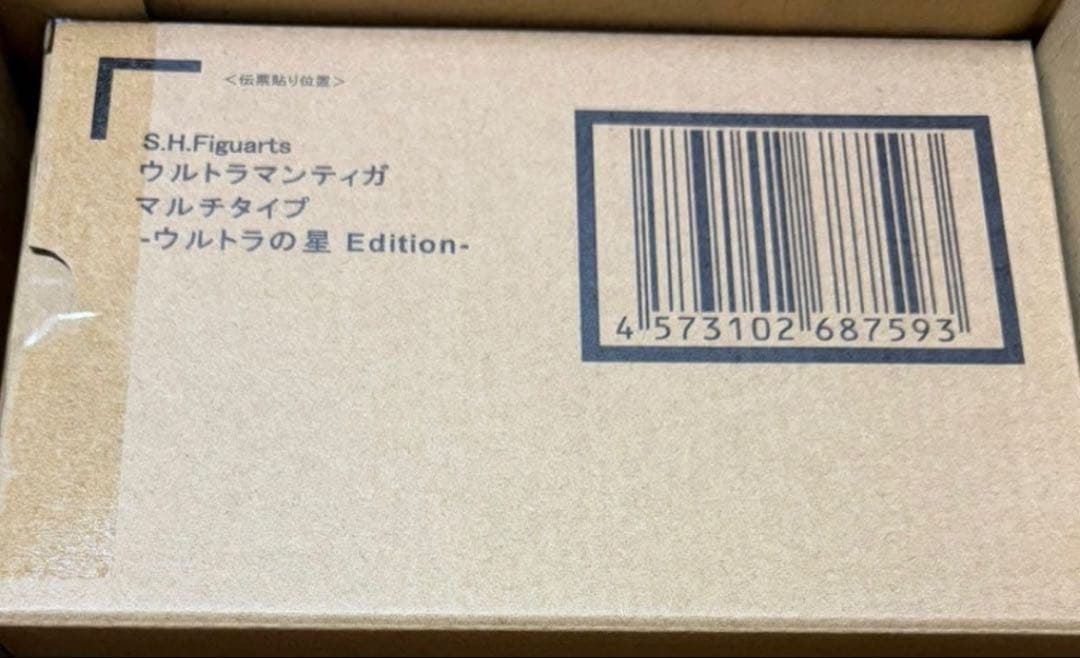 <伝票貼り位置>
S.H.Figuarts
ウルトラマンティガ
マルチタイプ
-ウルトラの星 Edition-
4 573102 687593